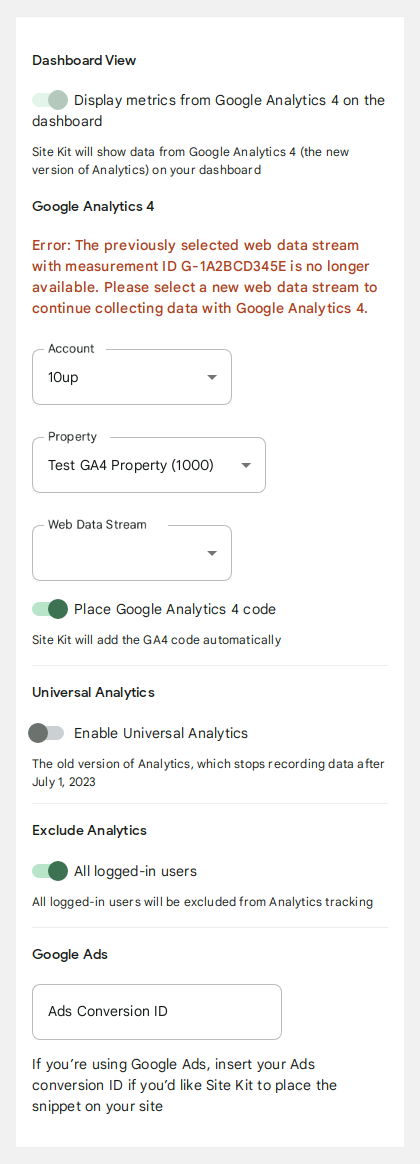 Dashboard View
Display metrics from Google Analytics 4 on the
dashboard
Site Kit will show data from Google Analytics 4 (the new
version of Analytics) on your dashboard
Google Analytics 4
Error: The previously selected web data stream
with measurement ID G-1A2BCD345E is no longer
available. Please select a new web data stream to
continue collecting data with Google Analytics 4.
Account
10up
Property
Test GA4 Property (1000)
Web Data Stream
Place Google Analytics 4 code
Site Kit will add the GA4 code automatically
Universal Analytics
Enable Universal Analytics
The old version of Analytics, which stops recording data after
July 1, 2023
Exclude Analytics
All logged-in users
All logged-in users will be excluded from Analytics tracking
Google Ads
Ads Conversion ID
If you’re using Google Ads, insert your Ads
conversion ID if you’d like Site Kit to place the
snippet on your site